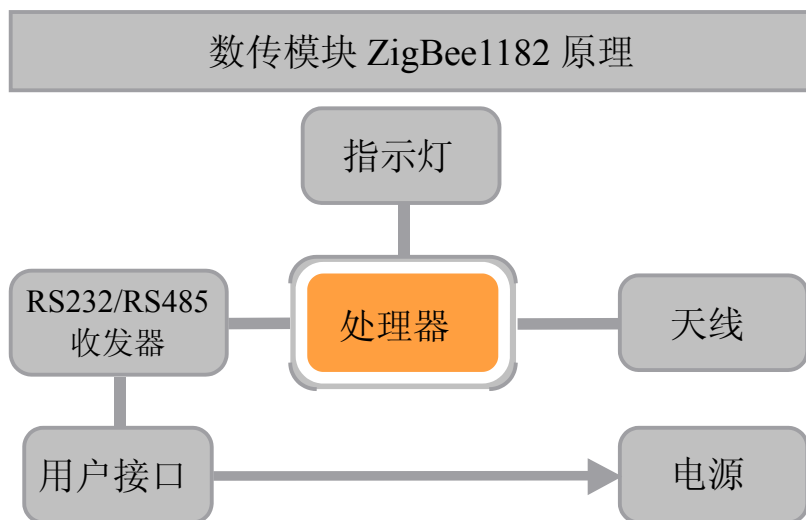 数传模块 ZigBee1182 原理
指示灯
RS232/RS485
收发器
处理器
天线
用户接口
电源